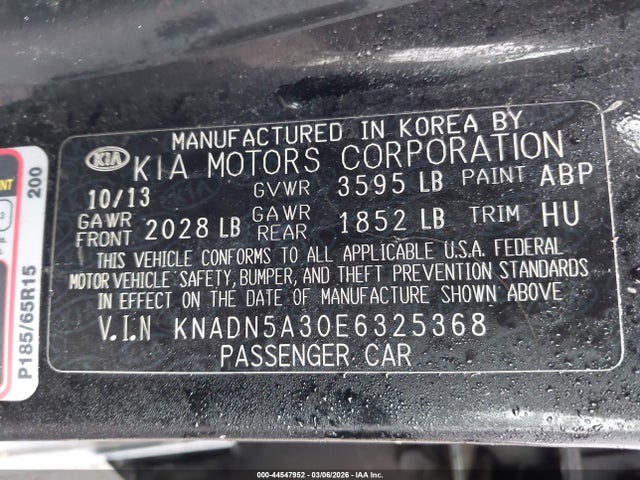 MANUFACTURED IN KOREA BY
KIA KIA MOTORS CORPORATION
10/13 GVWR 3595 LB PAINT ABP
GAWR FRONT 2028 LB GAWR REAR 1852 LB TRIM HU
THIS VEHICLE CONFORMS TO ALL APPLICABLE U.S.A. FEDERAL
MOTOR VEHICLE SAFETY, BUMPER, AND THEFT PREVENTION STANDARDS
IN EFFECT ON THE DATE OF MANUFACTURE SHOWN ABOVE
V.I.N KNADN5A30E6325368
PASSENGER CAR
200
P185/65R15
000-44547952 - 03/06/2026 - IAA Inc.